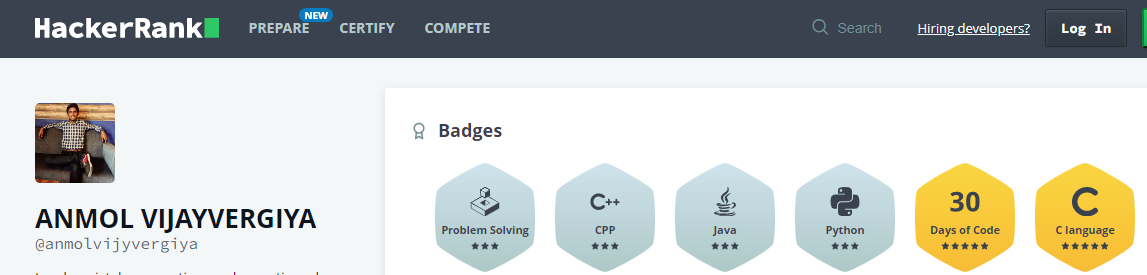 HackerRank
NEW
PREPARE CERTIFY COMPETE
Search
Hiring developers?
Log In
ANMOL VIJAYVERGIYA
@anmolvijyvergiya
Badges
Problem Solving
C++
CPP
Java
Python
30
Days of Code
C
C language